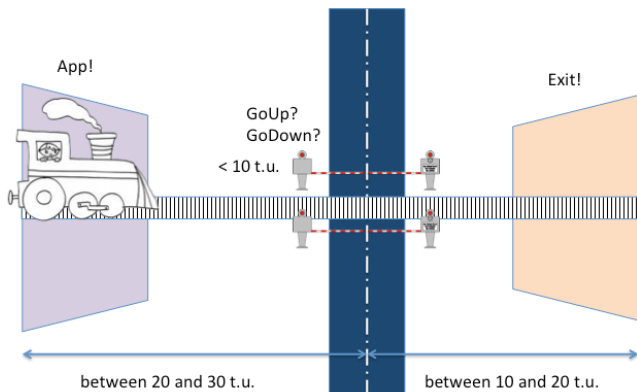 App!
Exit!
GoUp?
GoDown?
< 10 t.u.
between 20 and 30 t.u.
between 10 and 20 t.u.